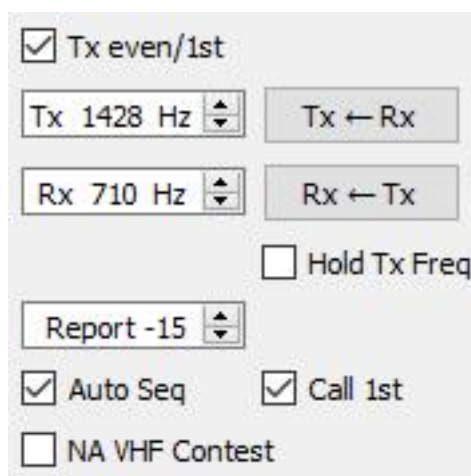 Tx even/1st
Tx 1428 Hz Tx ← Rx
Rx 710 Hz Rx ← Tx
Hold Tx Freq
Report -15
Auto Seq Call 1st
NA VHF Contest